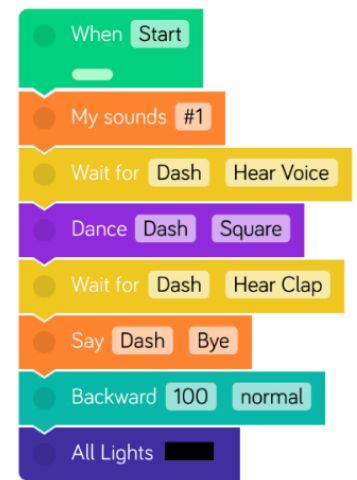 When Start
My sounds #1
Wait for Dash Hear Voice
Dance Dash Square
Wait for Dash Hear Clap
Say Dash Bye
Backward 100 normal
All Lights